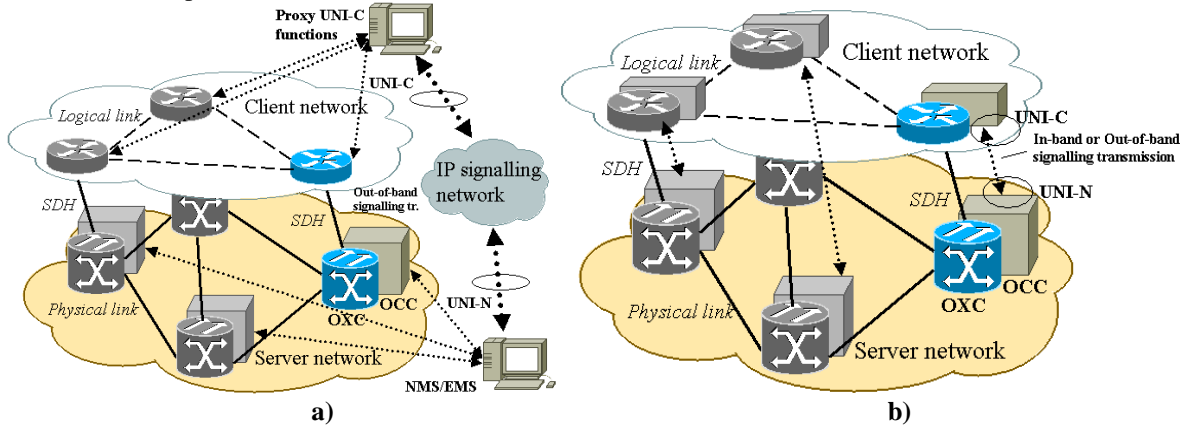 Proxy UNI-C
functions
UNI-C
Logical link
Client network
IP signalling
network
Out-of-band
signalling tr.
SDH
SDH
UNI-N
OCC
OXC
Physical link
Server network
NMS/EMS
a)
Client network
Logical link
UNI-C
In-band or Out-of-band
signalling transmission
UNI-N
SDH
SDH
OCC
OXC
Physical link
Server network
b)